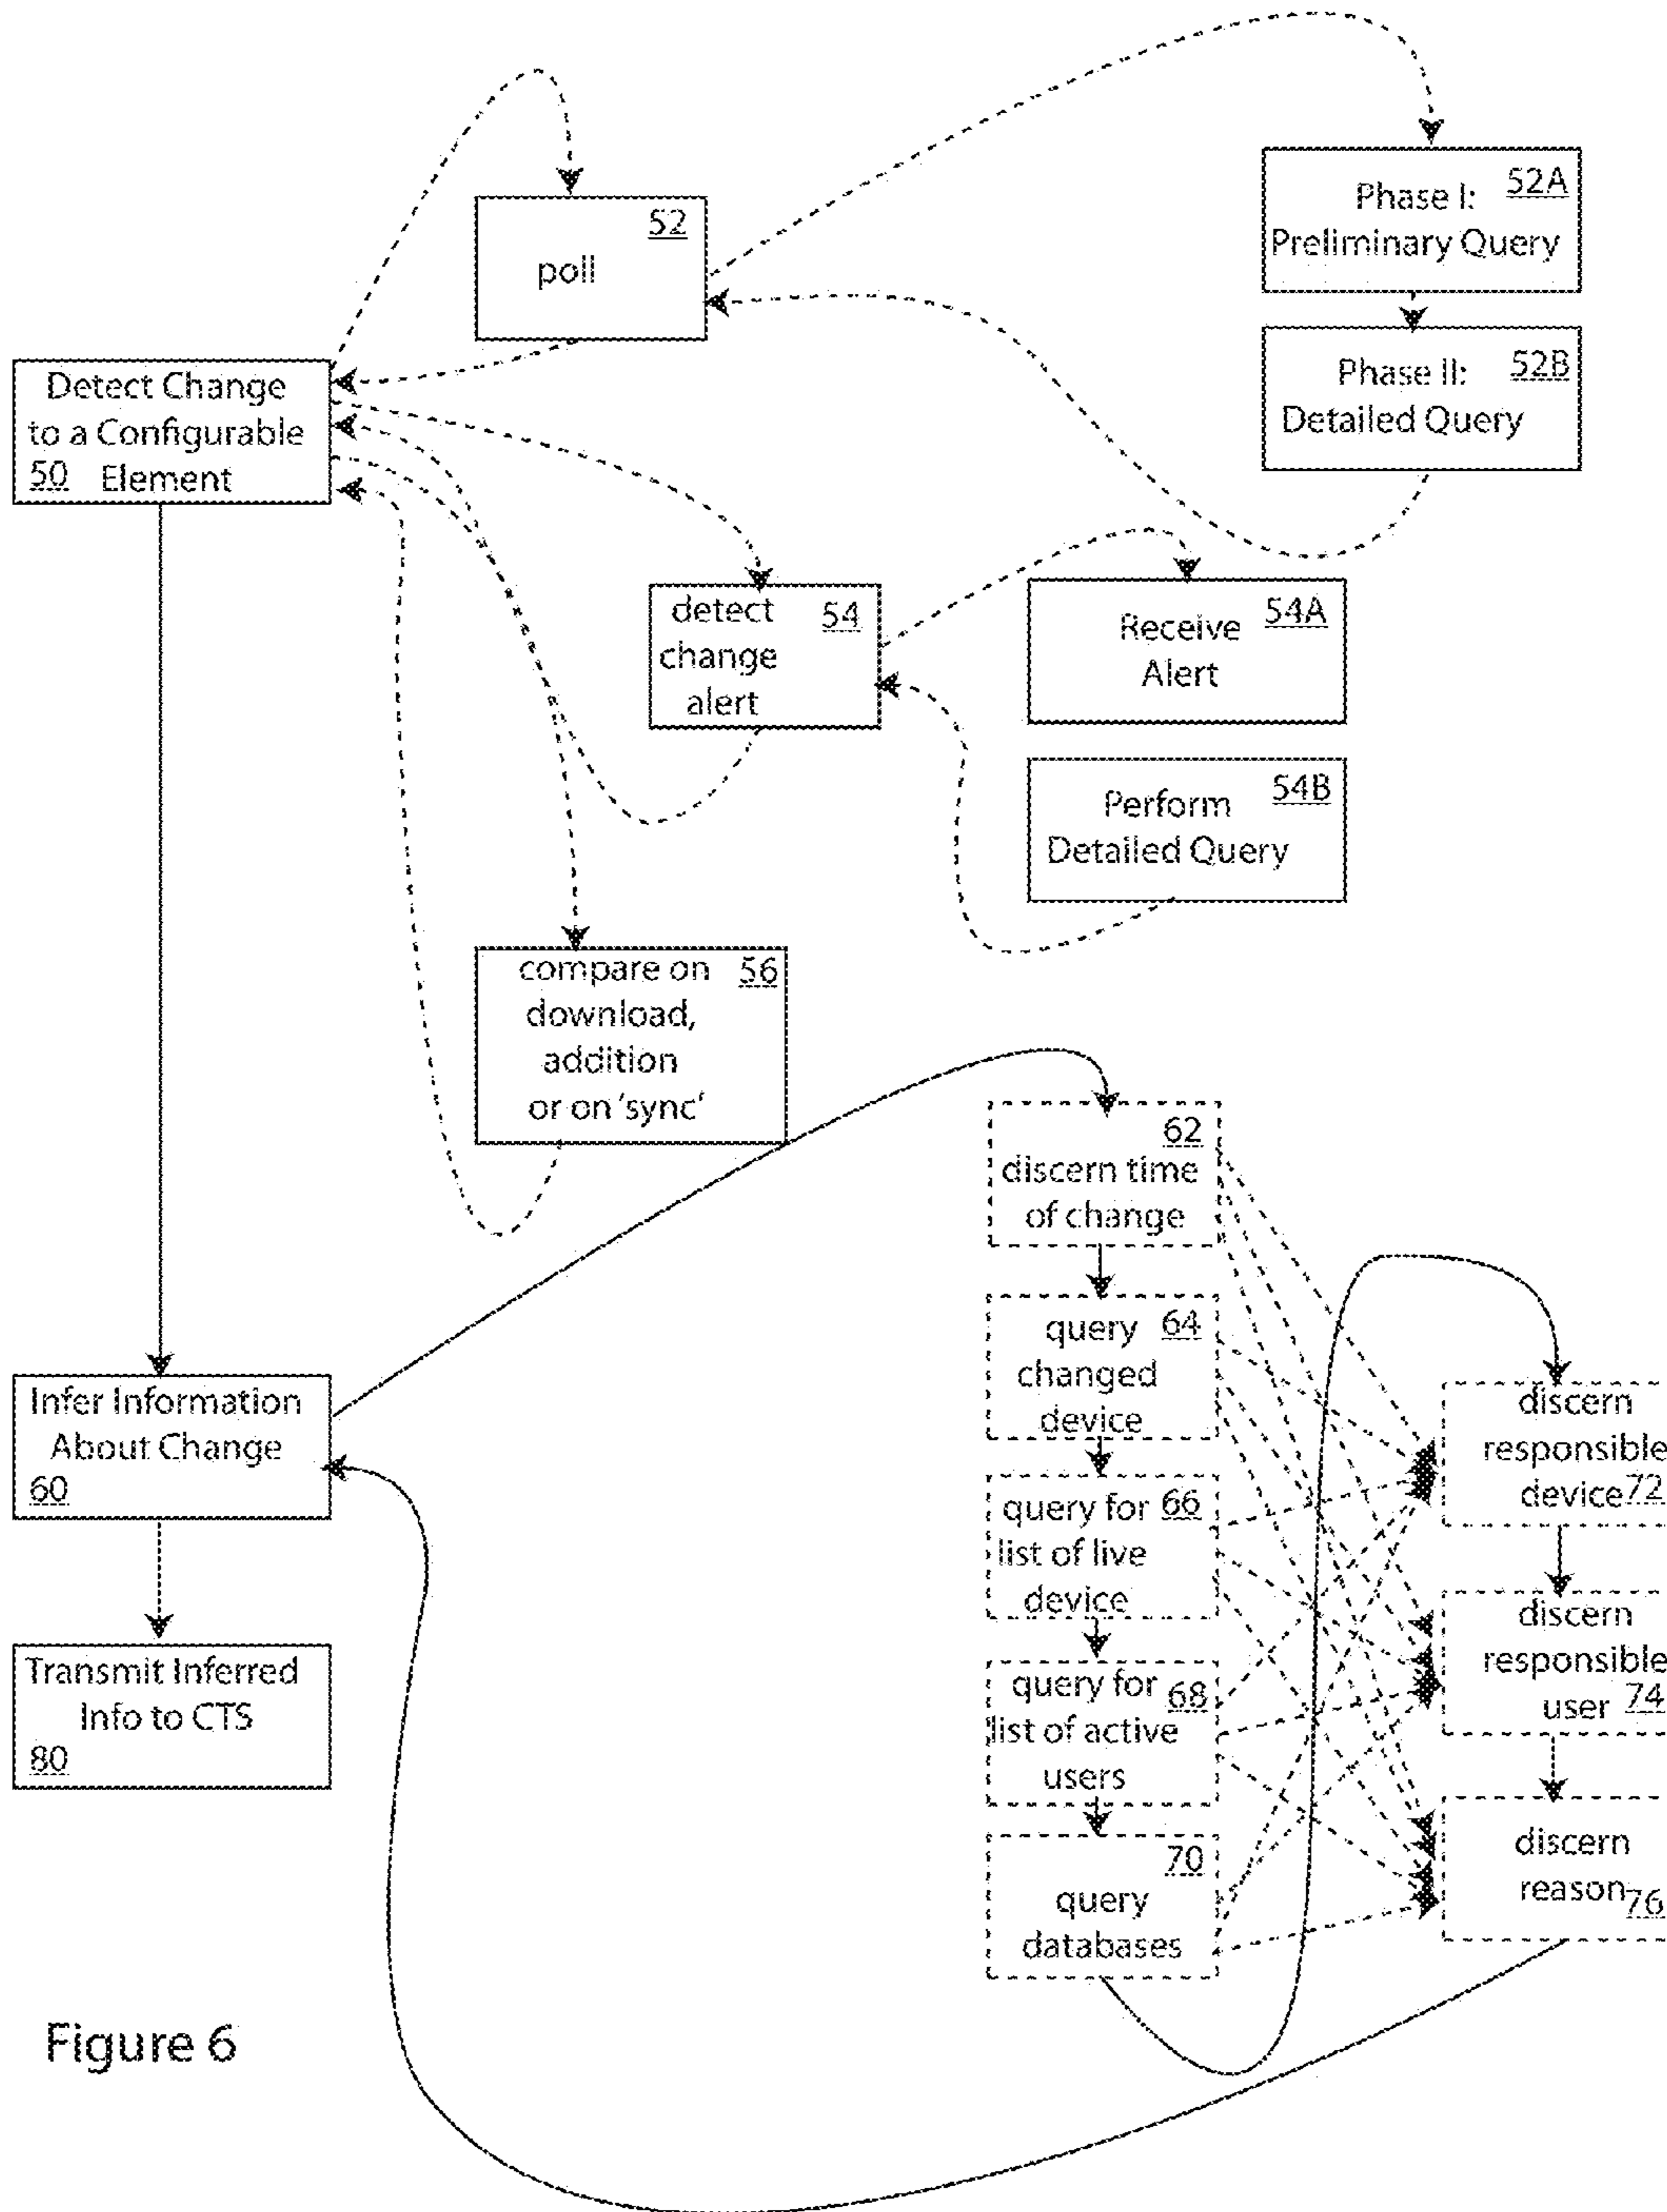 52
poll
Phase I: 52A
Preliminary Query
Phase II: 52B
Detailed Query
Detect Change
to a Configurable
50 Element
detect 54
change
alert
Receive 54A
Alert
Perform 54B
Detailed Query
compare on 56
download,
addition
or on 'sync'
62
discern time
of change
query 64
changed
device
query for 66
list of live
device
query for 68
list of active
users
70
query
databases
discern
responsible
device 72
discern
responsible
user 74
discern
reason 76
Infer Information
About Change
60
Transmit Inferred
Info to CTS
80
Figure 6